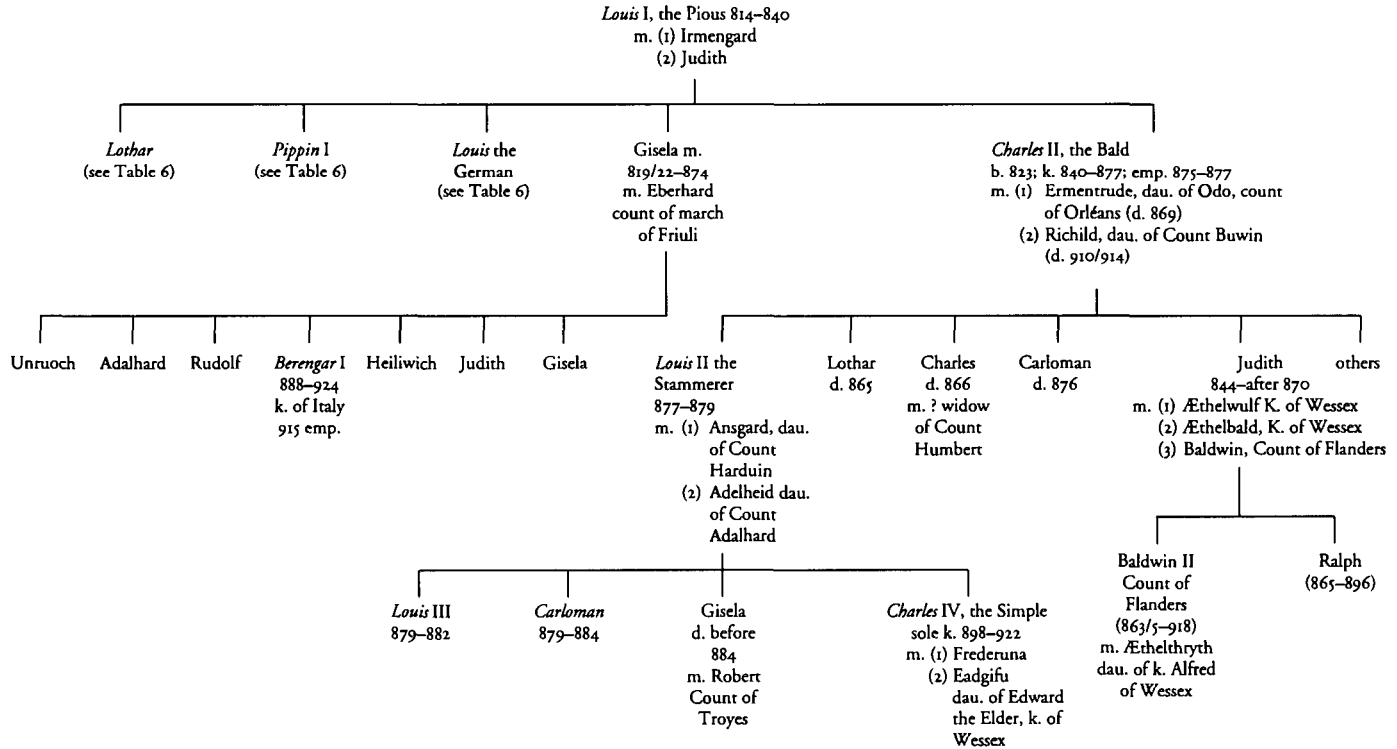 Louis I, the Pious 814–840
m. (1) Irmengard
(2) Judith
Lothar
(see Table 6)
Pippin I
(see Table 6)
Louis the
German
(see Table 6)
Gisela m.
819/22–874
m. Eberhard
count of march
of Friuli
Charles II, the Bald
b. 823; k. 840–877; emp. 875–877
m. (1) Ermentrude, dau. of Odo, count
of Orléans (d. 869)
(2) Richild, dau. of Count Buwin
(d. 910/914)
Unruoch
Adalhard
Rudolf
Berengar I
888–924
k. of Italy
915 emp.
Heiliwich
Judith
Gisela
Louis II the
Stammerer
877–879
m. (1) Ansgard, dau.
of Count
Harduin
(2) Adelheid dau.
of Count
Adalhard
Lothar
d. 865
Charles
d. 866
m. ? widow
of Count
Humbert
Carloman
d. 876
Judith
844–after 870
m. (1) Æthelwulf K. of Wessex
(2) Æthelbald, K. of Wessex
(3) Baldwin, Count of Flanders
others
Louis III
879–882
Carloman
879–884
Gisela
d. before
884
m. Robert
Count of
Troyes
Charles IV, the Simple
sole k. 898–922
m. (1) Frederuna
(2) Eadgifu
dau. of Edward
the Elder, k. of
Wessex
Baldwin II
Count of
Flanders
(863/5–918)
m. Æthelthryth
dau. of k. Alfred
of Wessex
Ralph
(865–896)